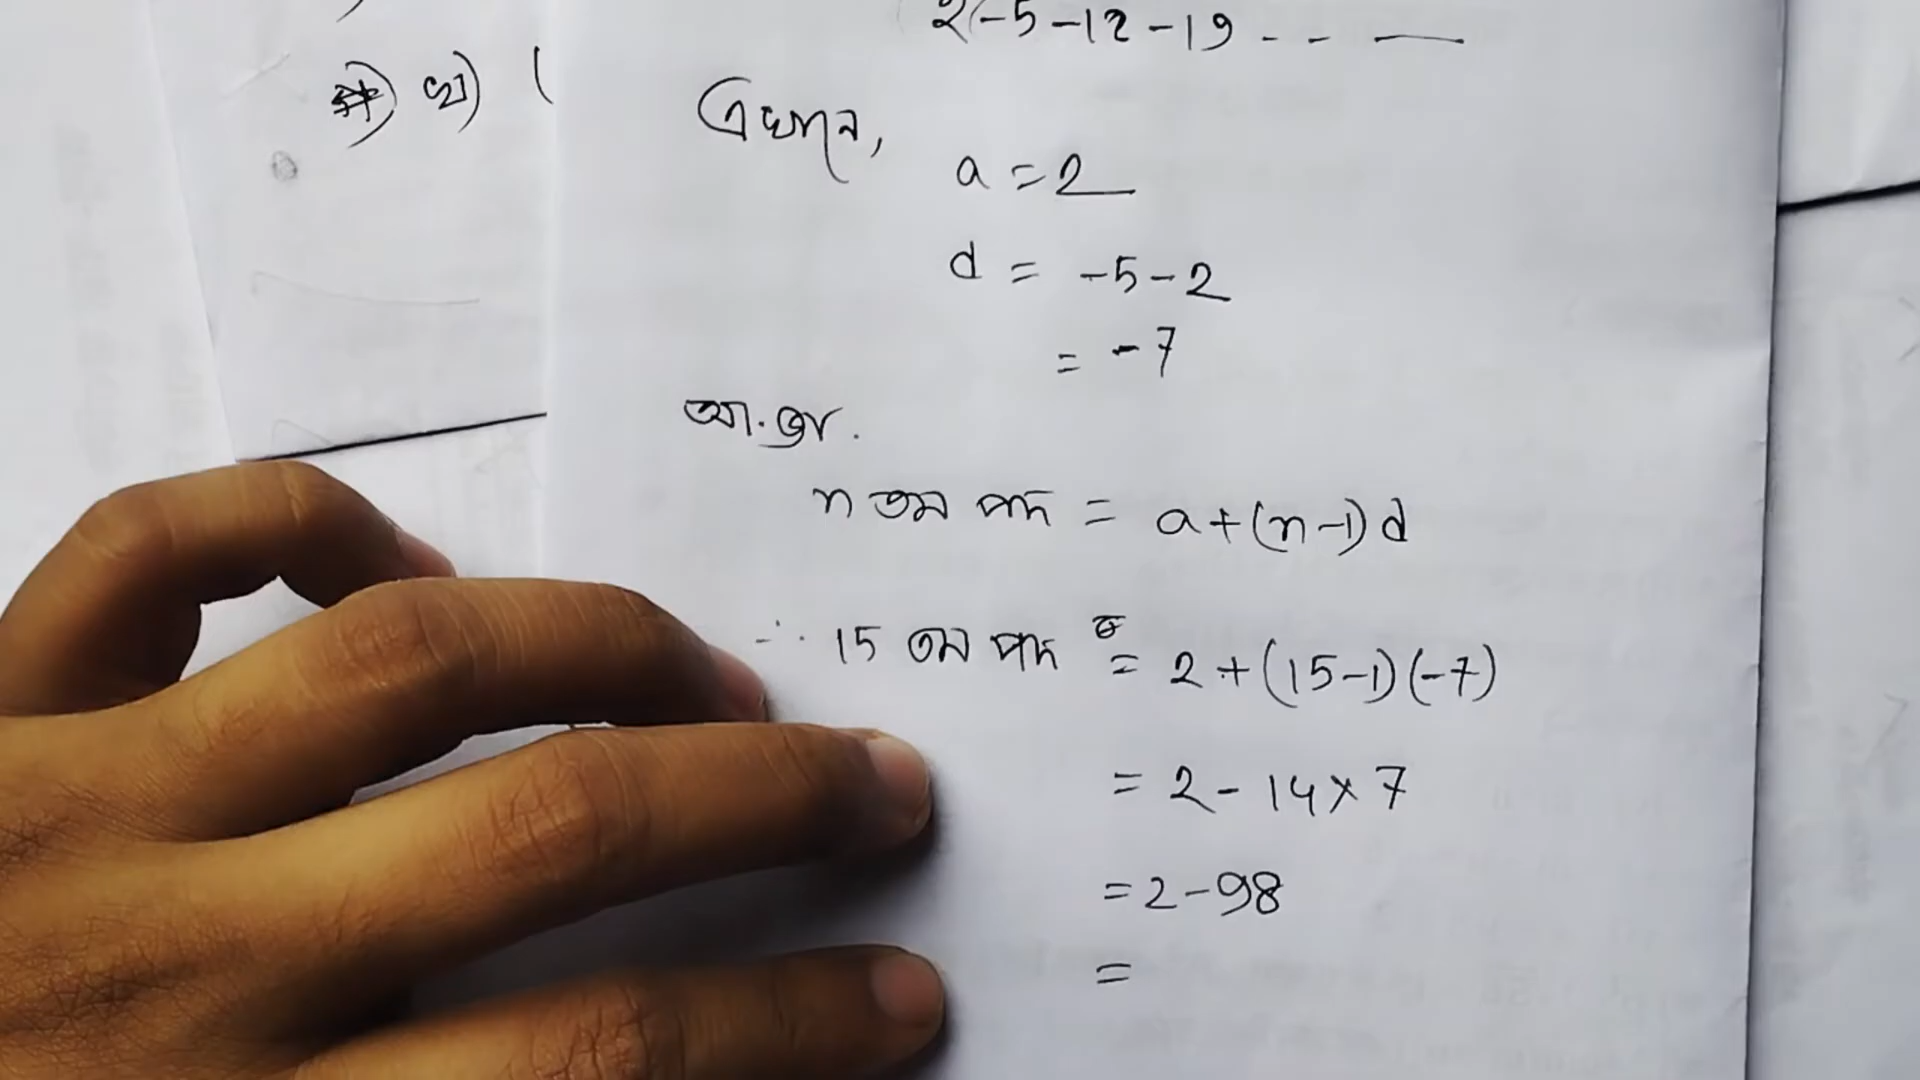 2-5-12-19 - - —
খ) (
এখানে,
a = 2
d = -5-2
= -7
আ.জা.
n তম পদ = a+(n-1)d
∴ 15 তম পদ = 2+(15-1)(-7)
= 2 - 14×7
= 2-98
=